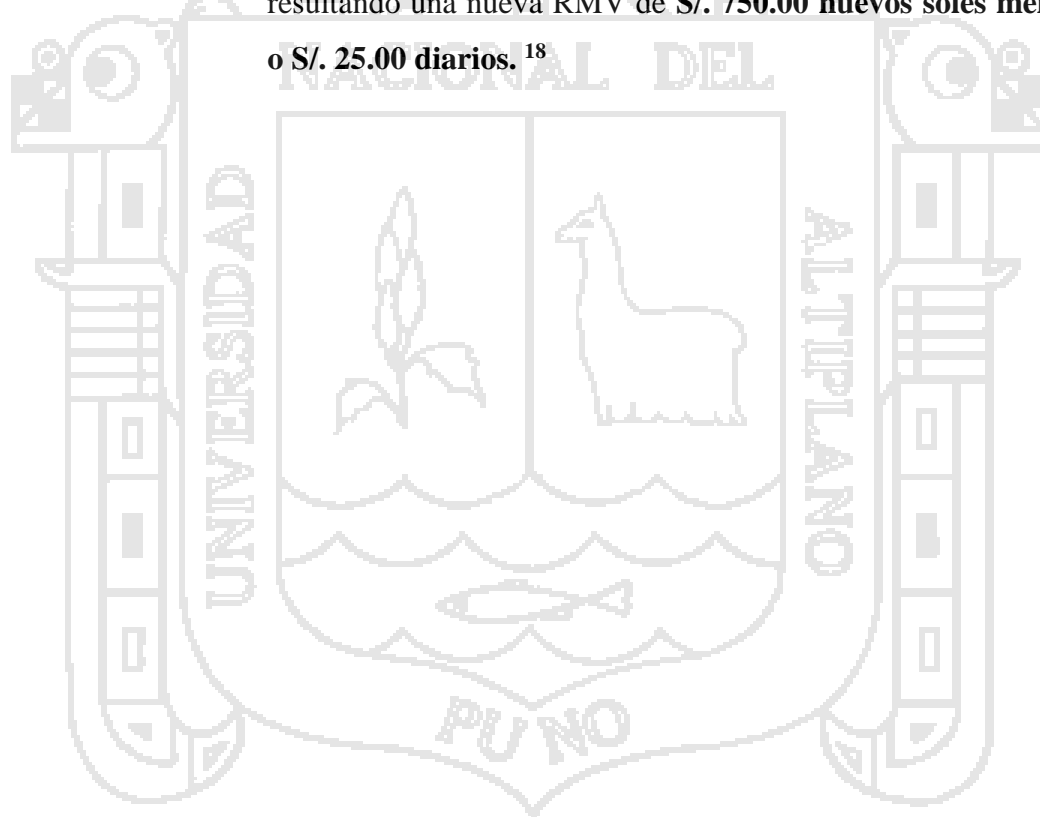 resultando una nueva RMV de S/. 750.00 nuevos soles
o S/. 25.00 diarios. 18
NACIONAL DEL
UNIVERSIDAD
ALTIPLANO
PUNO